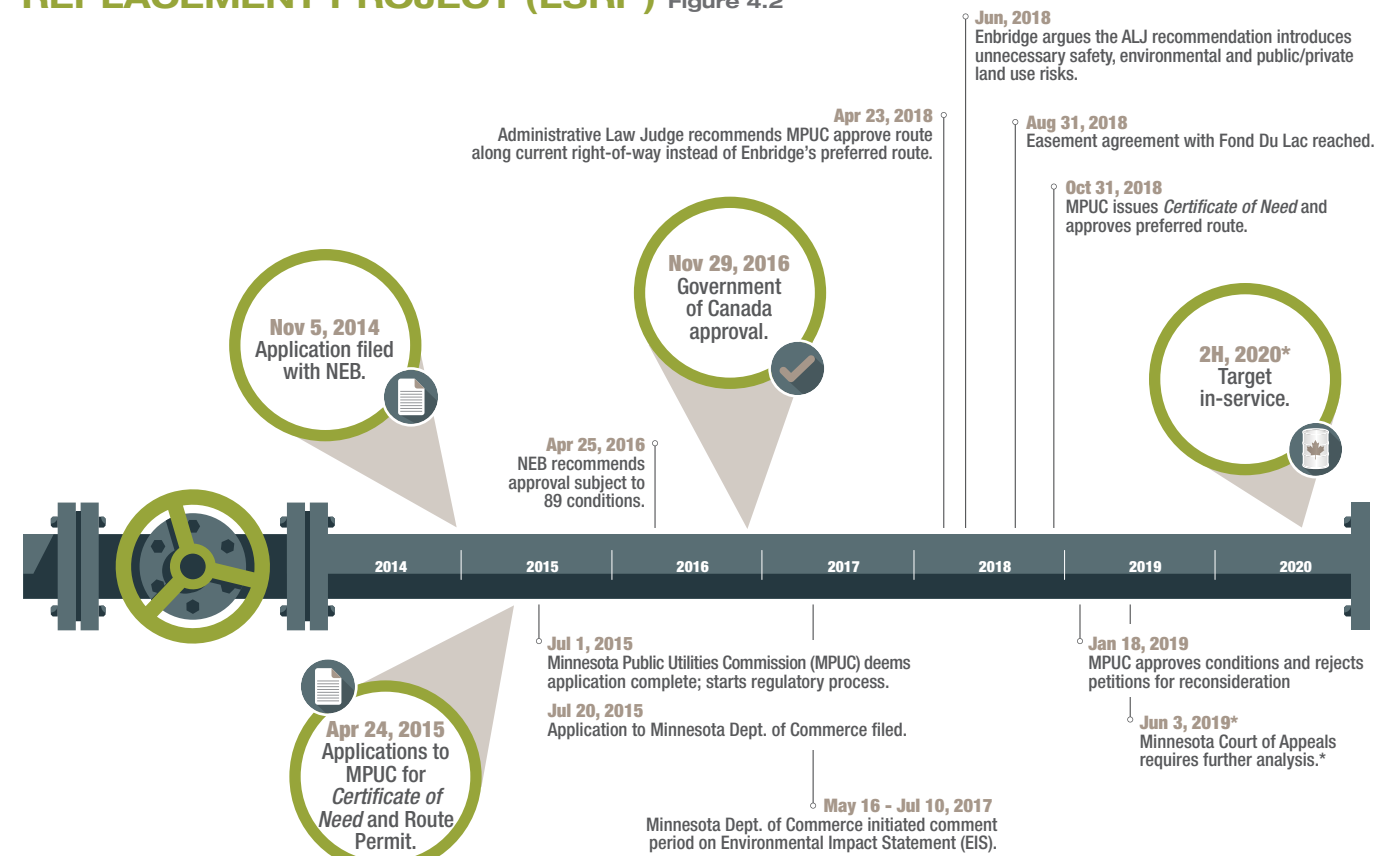 REPLACEMENT PROJECT (ESRP) Figure 4.2
Jun, 2018
Enbridge argues the ALJ recommendation introduces
unnecessary safety, environmental and public/private
land use risks.
Apr 23, 2018
Administrative Law Judge recommends MPUC approve route
along current right-of-way instead of Enbridge's preferred route.
Aug 31, 2018
Easement agreement with Fond Du Lac reached.
Oct 31, 2018
MPUC issues Certificate of Need and
approves preferred route.
Nov 29, 2016
Government
of Canada
approval.
Nov 5, 2014
Application filed
with NEB.
2H, 2020*
Target
in-service.
Apr 25, 2016
NEB recommends
approval subject to
89 conditions.
2014
2015
2016
2017
2018
2019
2020
Jul 1, 2015
Minnesota Public Utilities Commission (MPUC) deems
application complete; starts regulatory process.
Jul 20, 2015
Application to Minnesota Dept. of Commerce filed.
Jan 18, 2019
MPUC approves conditions and rejects
petitions for reconsideration
Jun 3, 2019*
Minnesota Court of Appeals
requires further analysis.*
Apr 24, 2015
Applications to
MPUC for
Certificate of
Need and Route
Permit.
May 16 - Jul 10, 2017
Minnesota Dept. of Commerce initiated comment
period on Environmental Impact Statement (EIS).